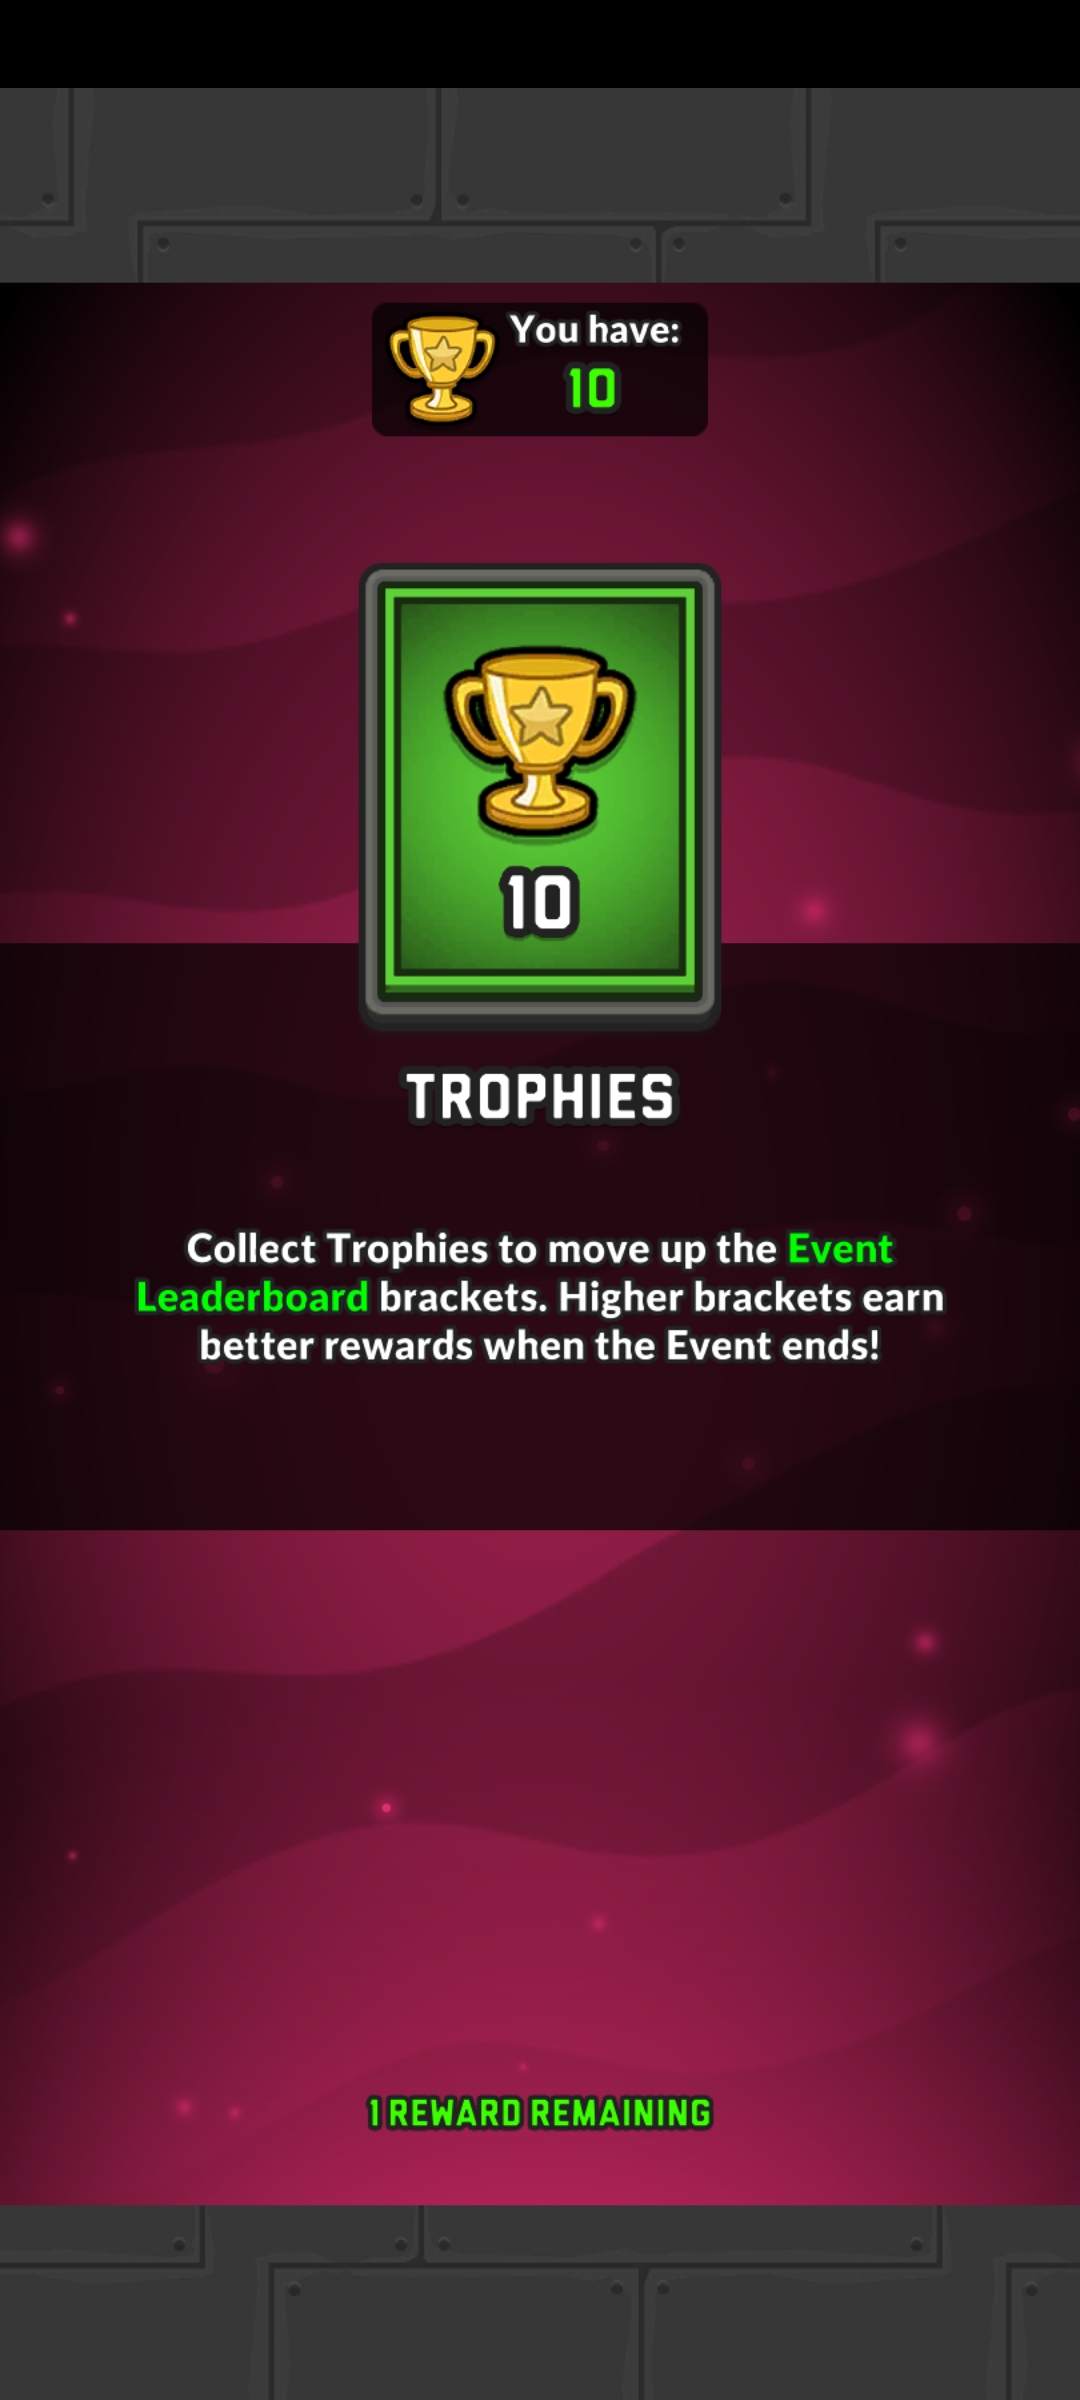 You have:
10
10
TROPHIES
Collect Trophies to move up the Event
Leaderboard brackets. Higher brackets earn
better rewards when the Event ends!
1 REWARD REMAINING